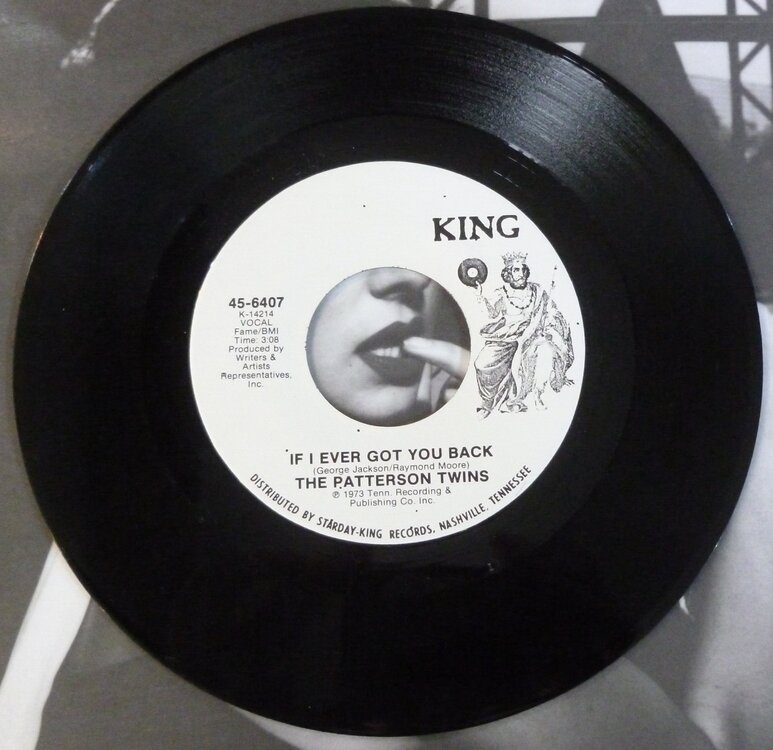 KING
45-6407
K-14214
VOCAL
Fame/BMI
Time: 3:08
Produced by
Writers &
Artists
Representatives,
Inc.
IF I EVER GOT YOU BACK
(George Jackson/Raymond Moore)
THE PATTERSON TWINS
℗ 1973 Tenn. Recording &
Publishing Co. Inc.
DISTRIBUTED BY STARDAY-KING RECORDS, NASHVILLE, TENNESSEE